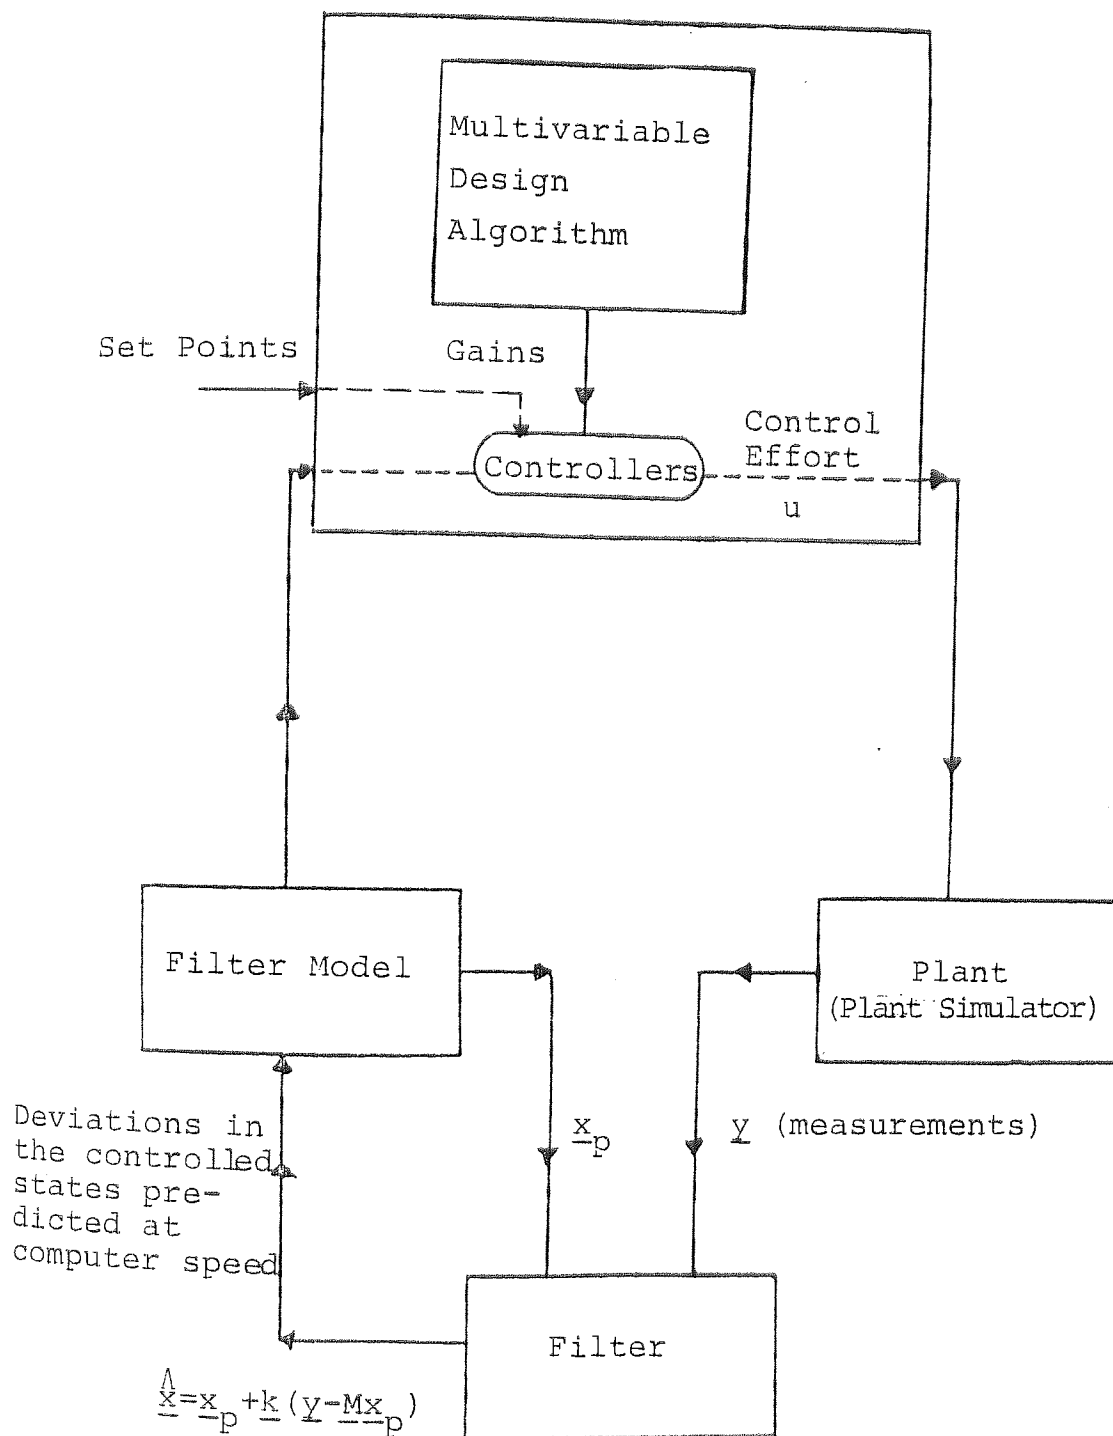 Multivariable
Design
Algorithm
Set Points
Gains
Control
Effort
Controllers
u
Filter Model
Plant
(Plant Simulator)
Deviations in
the controlled
states pre-
dicted at
computer speed
x_p
y (measurements)
Filter
x̂=x_p+k(y-Mx_p)